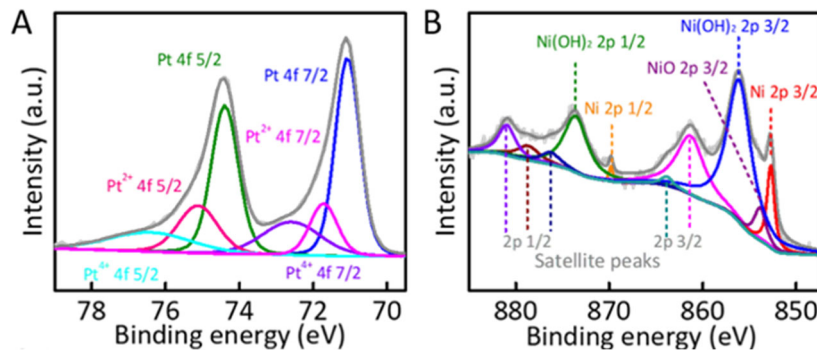 A
Pt 4f 5/2
Pt 4f 7/2
Pt²⁺ 4f 7/2
Pt²⁺ 4f 5/2
Pt⁴⁺ 4f 5/2
Pt⁴⁺ 4f 7/2
Intensity (a.u.)
78 76 74 72 70
Binding energy (eV)
B
Ni(OH)₂ 2p 1/2
Ni(OH)₂ 2p 3/2
NiO 2p 3/2
Ni 2p 1/2
Ni 2p 3/2
2p 1/2
2p 3/2
Satellite peaks
Intensity (a.u.)
880 870 860 850
Binding energy (eV)